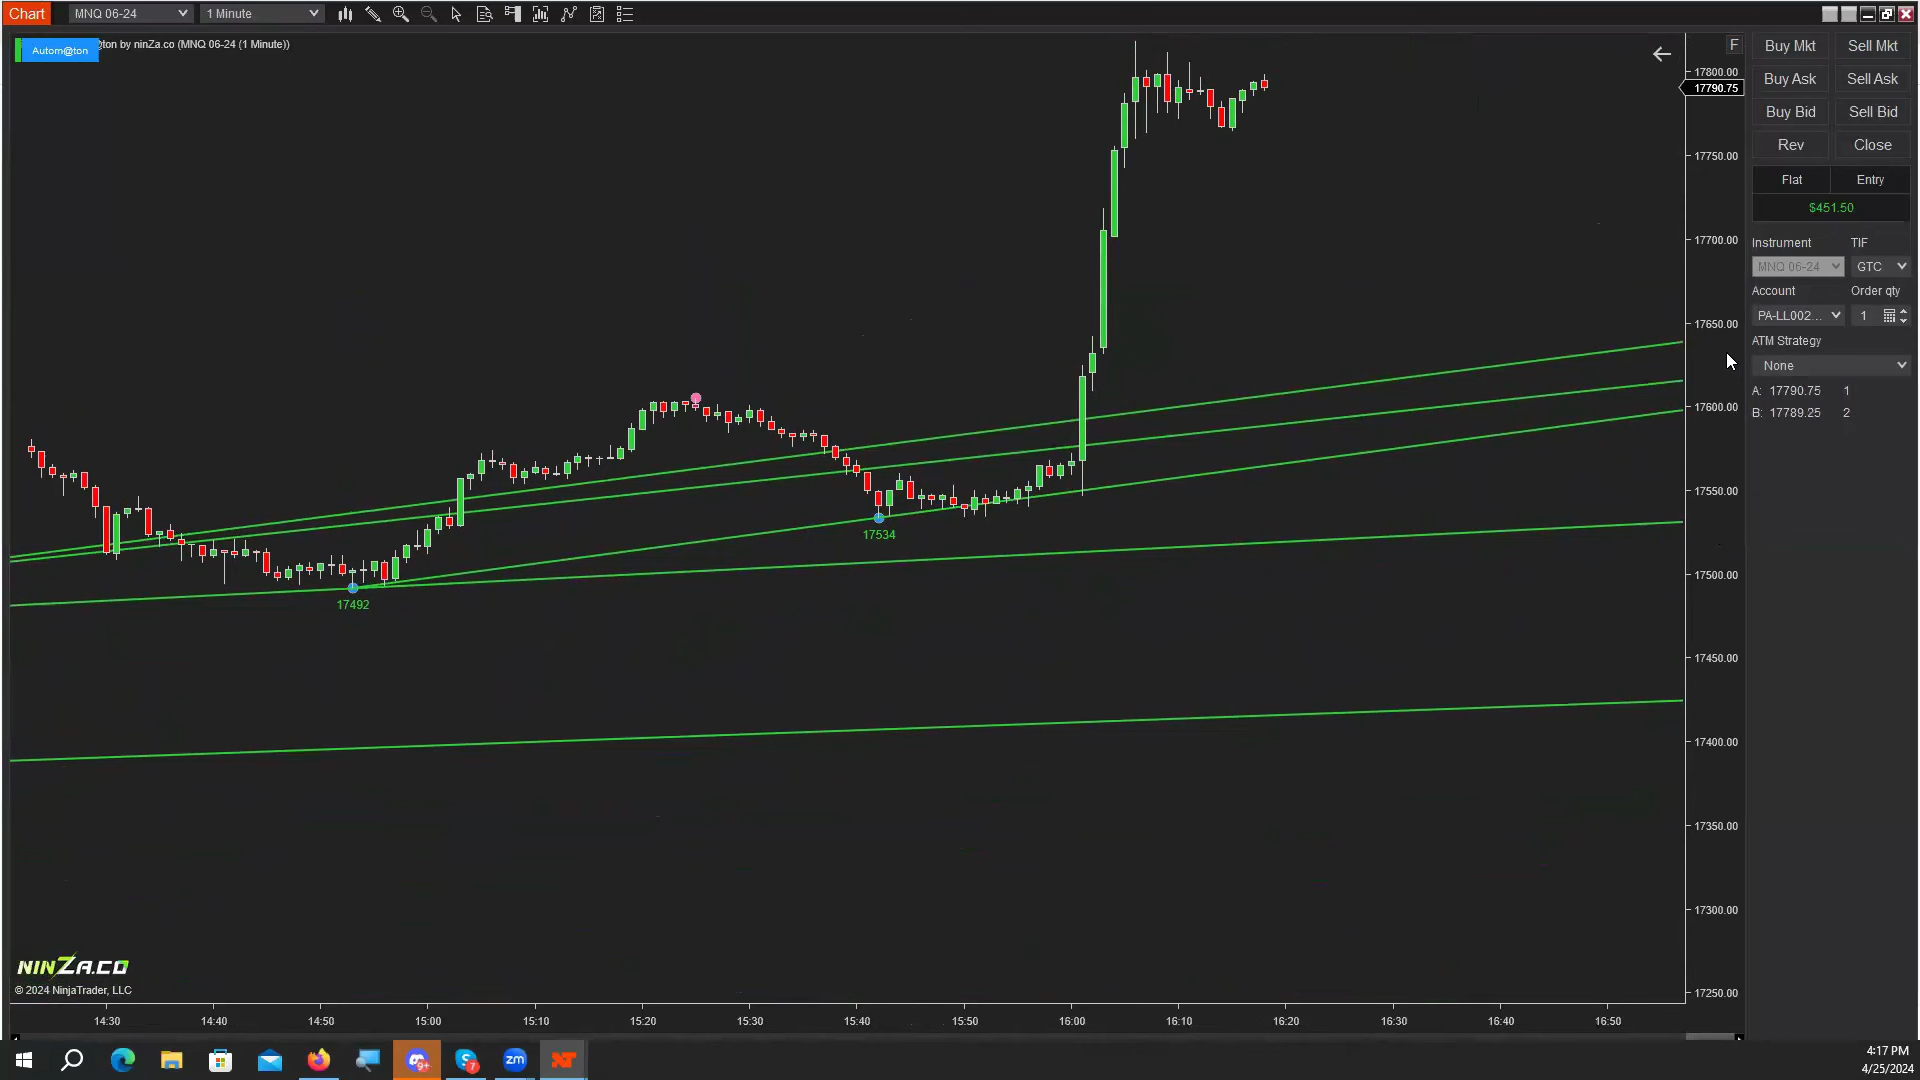 Chart MNQ 06-24 1 Minute
Autom@ton @ton by ninZa.co (MNQ 06-24 (1 Minute))
F
17800.00
17790.75
17750.00
17700.00
17650.00
17600.00
17550.00
17500.00
17450.00
17400.00
17350.00
17300.00
17250.00
17534
17492
NINZA.CO
© 2024 NinjaTrader, LLC
14:30 14:40 14:50 15:00 15:10 15:20 15:30 15:40 15:50 16:00 16:10 16:20 16:30 16:40 16:50
Buy Mkt Sell Mkt
Buy Ask Sell Ask
Buy Bid Sell Bid
Rev Close
Flat Entry
$451.50
Instrument TIF
MNQ 06-24 GTC
Account Order qty
PA-LL002... 1
ATM Strategy
None
A: 17790.75 1
B: 17789.25 2
9+
7
zm
4:17 PM
4/25/2024